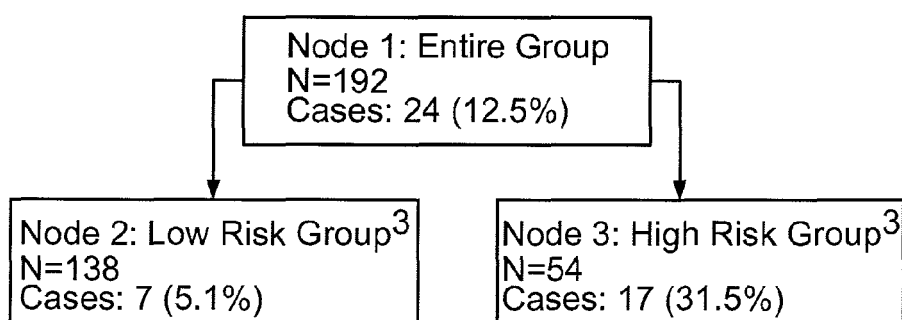 Node 1: Entire Group
N=192
Cases: 24 (12.5%)
Node 2: Low Risk Group³
N=138
Cases: 7 (5.1%)
Node 3: High Risk Group³
N=54
Cases: 17 (31.5%)